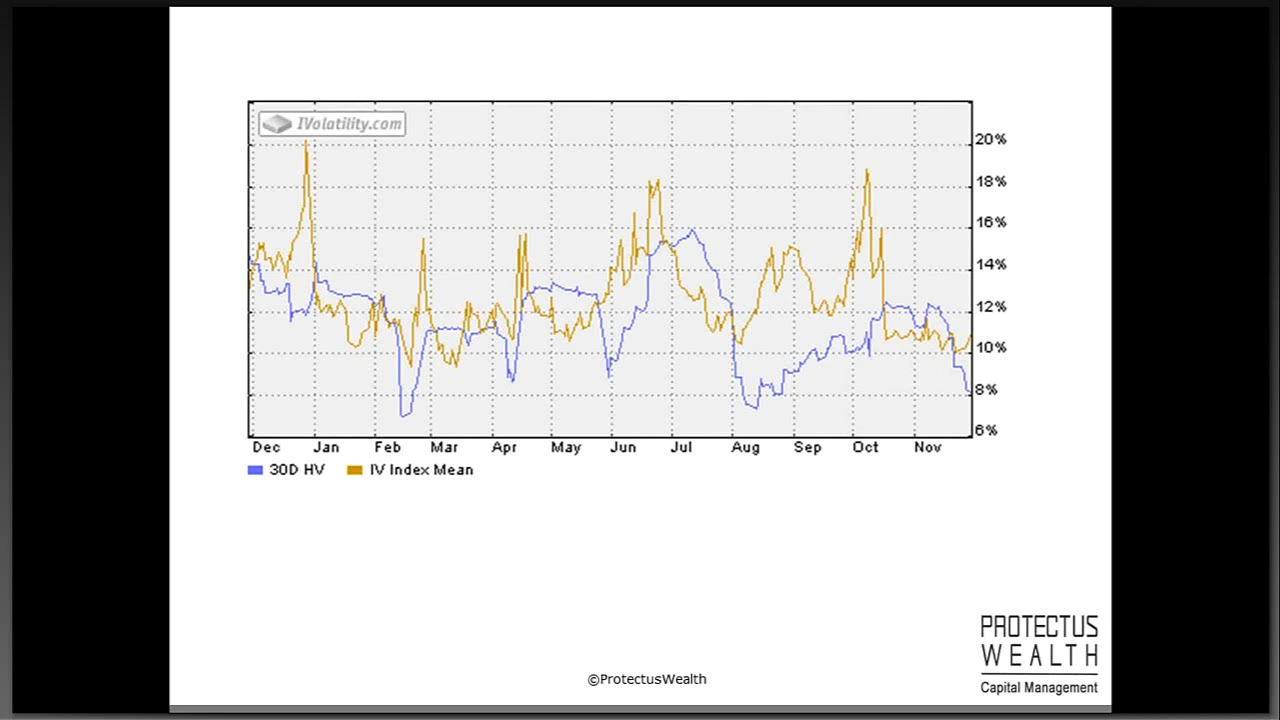 IVolatility.com
20%
18%
16%
14%
12%
10%
8%
6%
Dec Jan Feb Mar Apr May Jun Jul Aug Sep Oct Nov
30D HV IV Index Mean
PROTECTUS
WEALTH
Capital Management
©ProtectusWealth